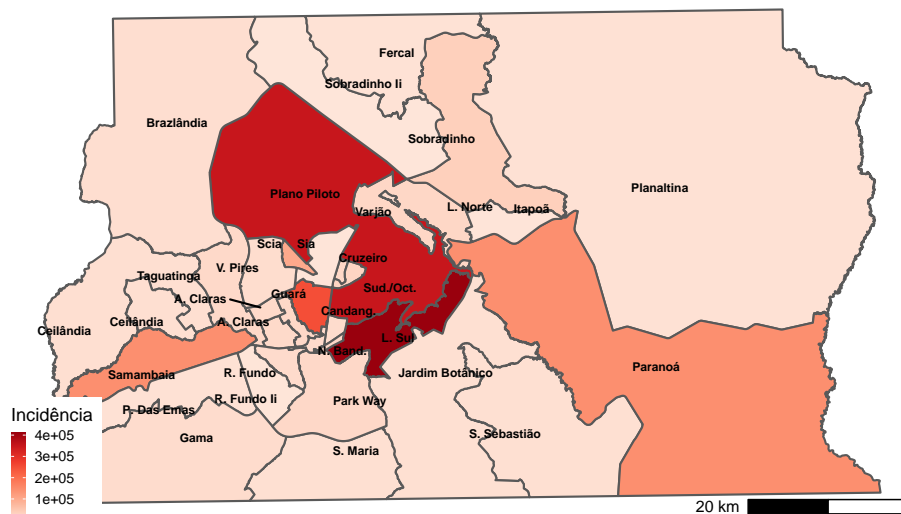 Fercal
Sobradinho Ii
Brazlândia
Sobradinho
Planaltina
Plano Piloto
Varjão
L. Norte
Itapoã
Scia
Sia
Cruzeiro
V. Pires
Taguatinga
Sud./Oct.
Guará
A. Claras
Candang.
Ceilândia
Ceilândia
A. Claras
L. Sul
N. Band.
Paranoá
Samambaia
R. Fundo
Jardim Botânico
R. Fundo Ii
Park Way
P. Das Emas
Gama
S. Sebastião
S. Maria
Incidência
4e+05
3e+05
2e+05
1e+05
20 km